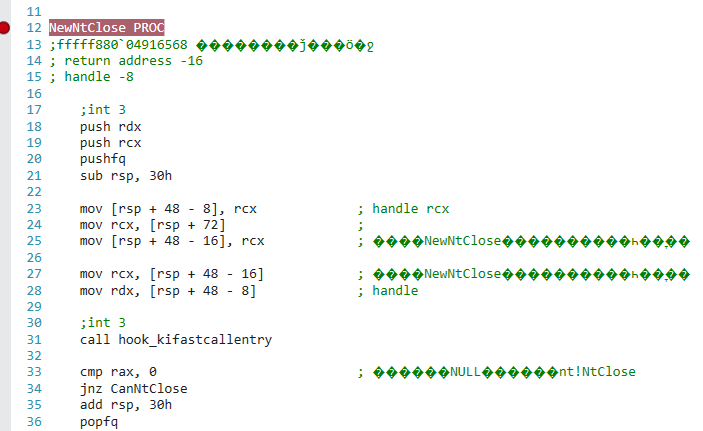 11
12 NewNtClose PROC
13 ;fffff880`04916568 ��������ǰ���Ö�
14 ; return address -16
15 ; handle -8
16
17 ;int 3
18 push rdx
19 push rcx
20 pushfq
21 sub rsp, 30h
22
23 mov [rsp + 48 - 8], rcx ; handle rcx
24 mov rcx, [rsp + 72] ;
25 mov [rsp + 48 - 16], rcx ; ����NewNtClose����������
26
27 mov rcx, [rsp + 48 - 16] ; ����NewNtClose����������
28 mov rdx, [rsp + 48 - 8] ; handle
29
30 ;int 3
31 call hook_kifastcallentry
32
33 cmp rax, 0 ; ������NULL������nt!NtClose
34 jnz CanNtClose
35 add rsp, 30h
36 popfq